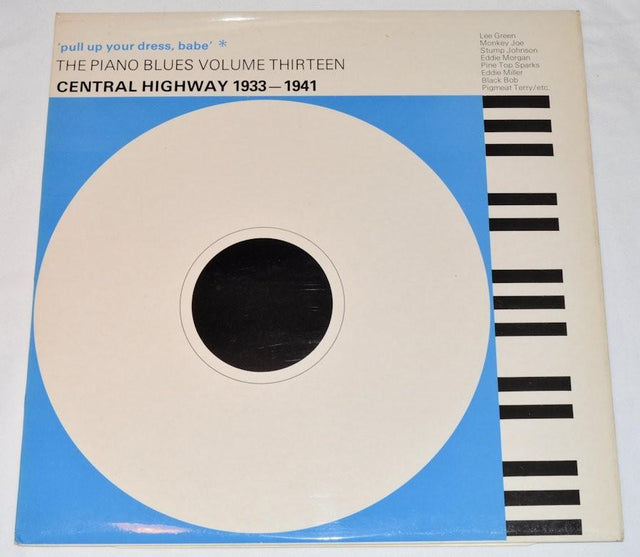 'pull up your dress, babe' *
THE PIANO BLUES VOLUME THIRTEEN
CENTRAL HIGHWAY 1933—1941
Lee Green
Monkey Joe
Stump Johnson
Eddie Morgan
Pine Top Sparks
Eddie Miller
Black Bob
Pigmeat Terry/etc.